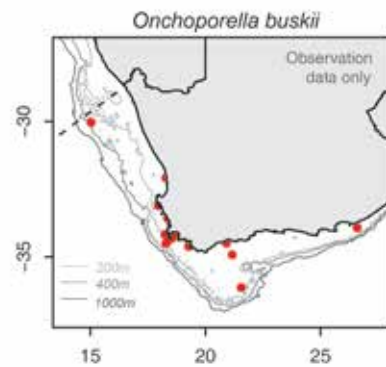 Onchoporella buskii
Observation
data only
−30
−35
200m
400m
1000m
15
20
25